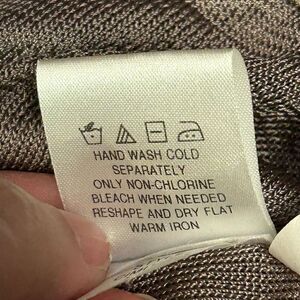 HAND WASH COLD
SEPARATELY
ONLY NON-CHLORINE
BLEACH WHEN NEEDED
RESHAPE AND DRY FLAT
WARM IRON